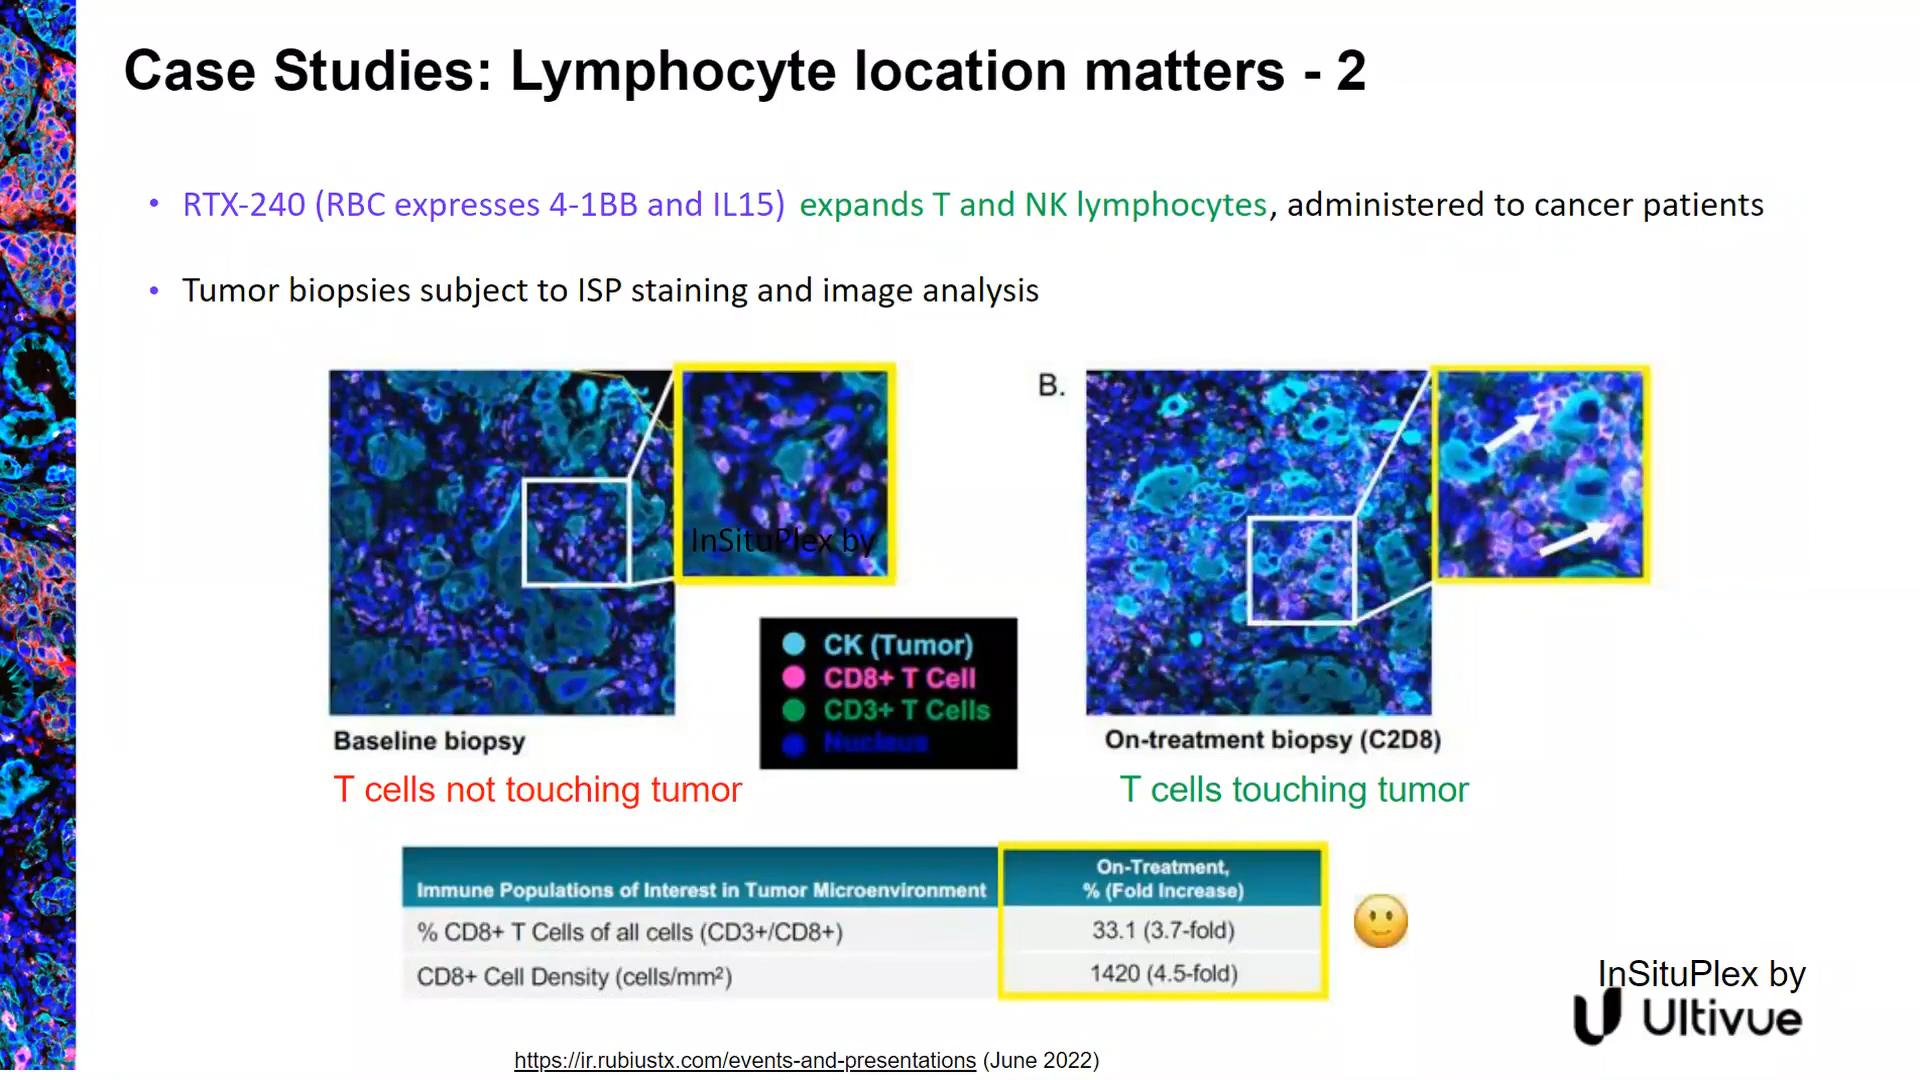 Case Studies: Lymphocyte location matters - 2
• RTX-240 (RBC expresses 4-1BB and IL15) expands T and NK lymphocytes, administered to cancer patients
• Tumor biopsies subject to ISP staining and image analysis
B.
InSituPlex by
CK (Tumor)
CD8+ T Cell
CD3+ T Cells
Nucleus
Baseline biopsy
On-treatment biopsy (C2D8)
T cells not touching tumor
T cells touching tumor
Immune Populations of Interest in Tumor Microenvironment
On-Treatment,
% (Fold Increase)
% CD8+ T Cells of all cells (CD3+/CD8+)
33.1 (3.7-fold)
CD8+ Cell Density (cells/mm²)
1420 (4.5-fold)
InSituPlex by
Ultivue
https://ir.rubiustx.com/events-and-presentations (June 2022)